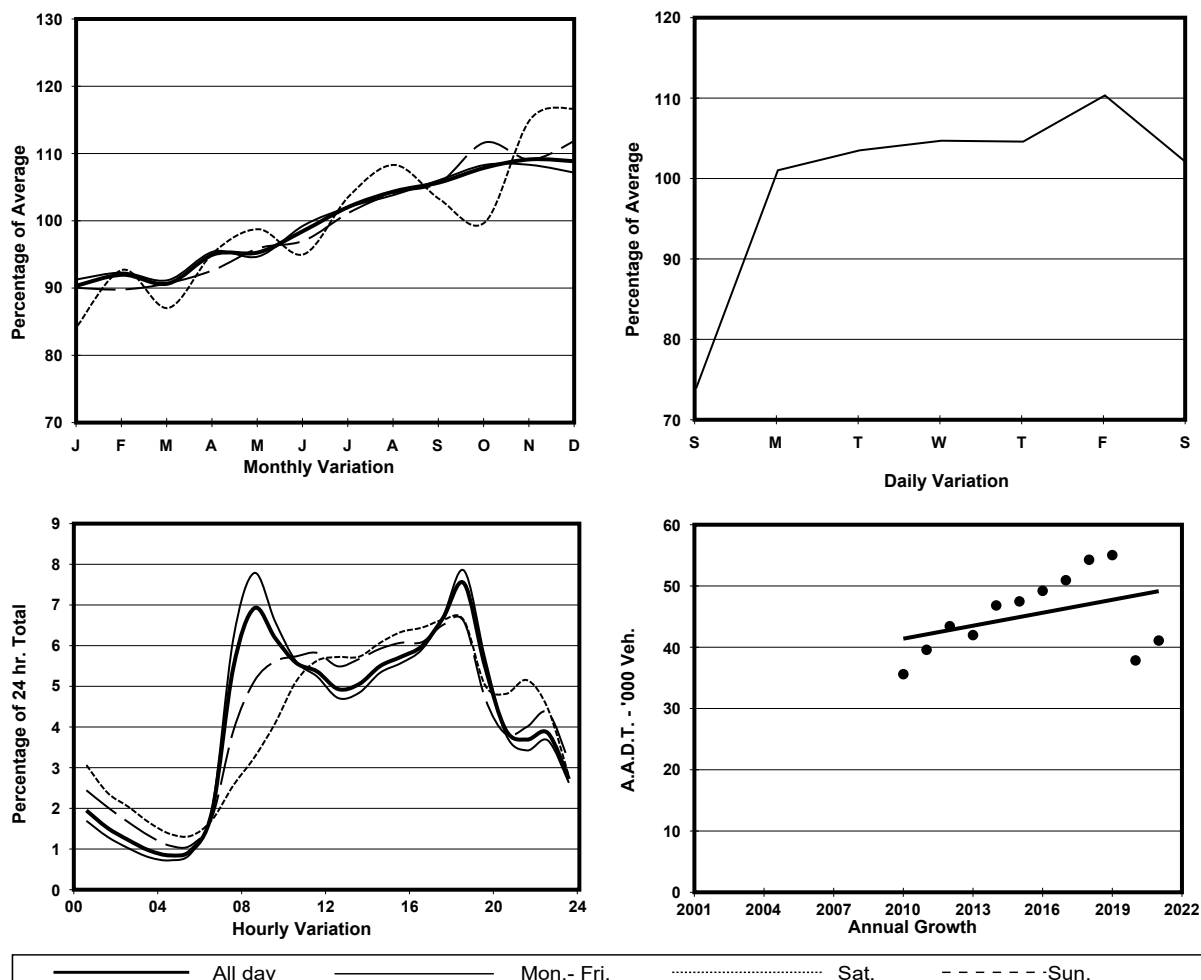 130
120
110
100
90
80
70
Percentage of Average
J F M A M J J A S O N D
Monthly Variation
120
110
100
90
80
70
Percentage of Average
S M T W T F S
Daily Variation
9
8
7
6
5
4
3
2
1
0
Percentage of 24 hr. Total
00 04 08 12 16 20 24
Hourly Variation
60
50
40
30
20
10
0
A.A.D.T. - '000 Veh.
2001 2004 2007 2010 2013 2016 2019 2022
Annual Growth
All day Mon.- Fri. Sat. Sun.